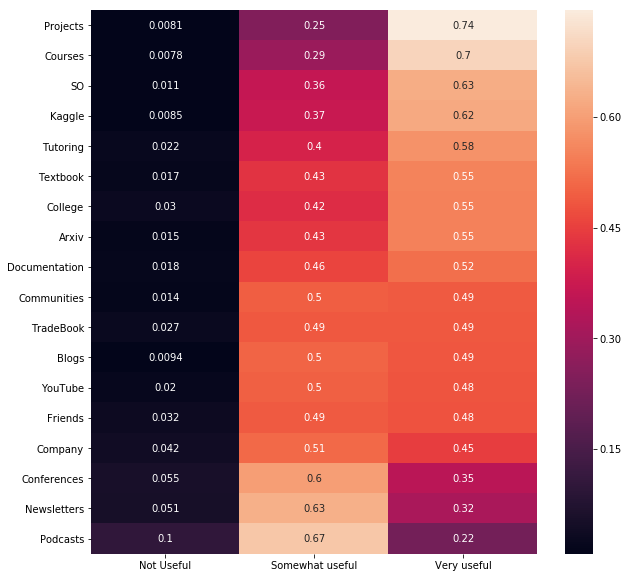 Projects 0.0081 0.25 0.74
Courses 0.0078 0.29 0.7
SO 0.011 0.36 0.63
Kaggle 0.0085 0.37 0.62
Tutoring 0.022 0.4 0.58
Textbook 0.017 0.43 0.55
College 0.03 0.42 0.55
Arxiv 0.015 0.43 0.55
Documentation 0.018 0.46 0.52
Communities 0.014 0.5 0.49
TradeBook 0.027 0.49 0.49
Blogs 0.0094 0.5 0.49
YouTube 0.02 0.5 0.48
Friends 0.032 0.49 0.48
Company 0.042 0.51 0.45
Conferences 0.055 0.6 0.35
Newsletters 0.051 0.63 0.32
Podcasts 0.1 0.67 0.22
Not Useful Somewhat useful Very useful
0.60
0.45
0.30
0.15